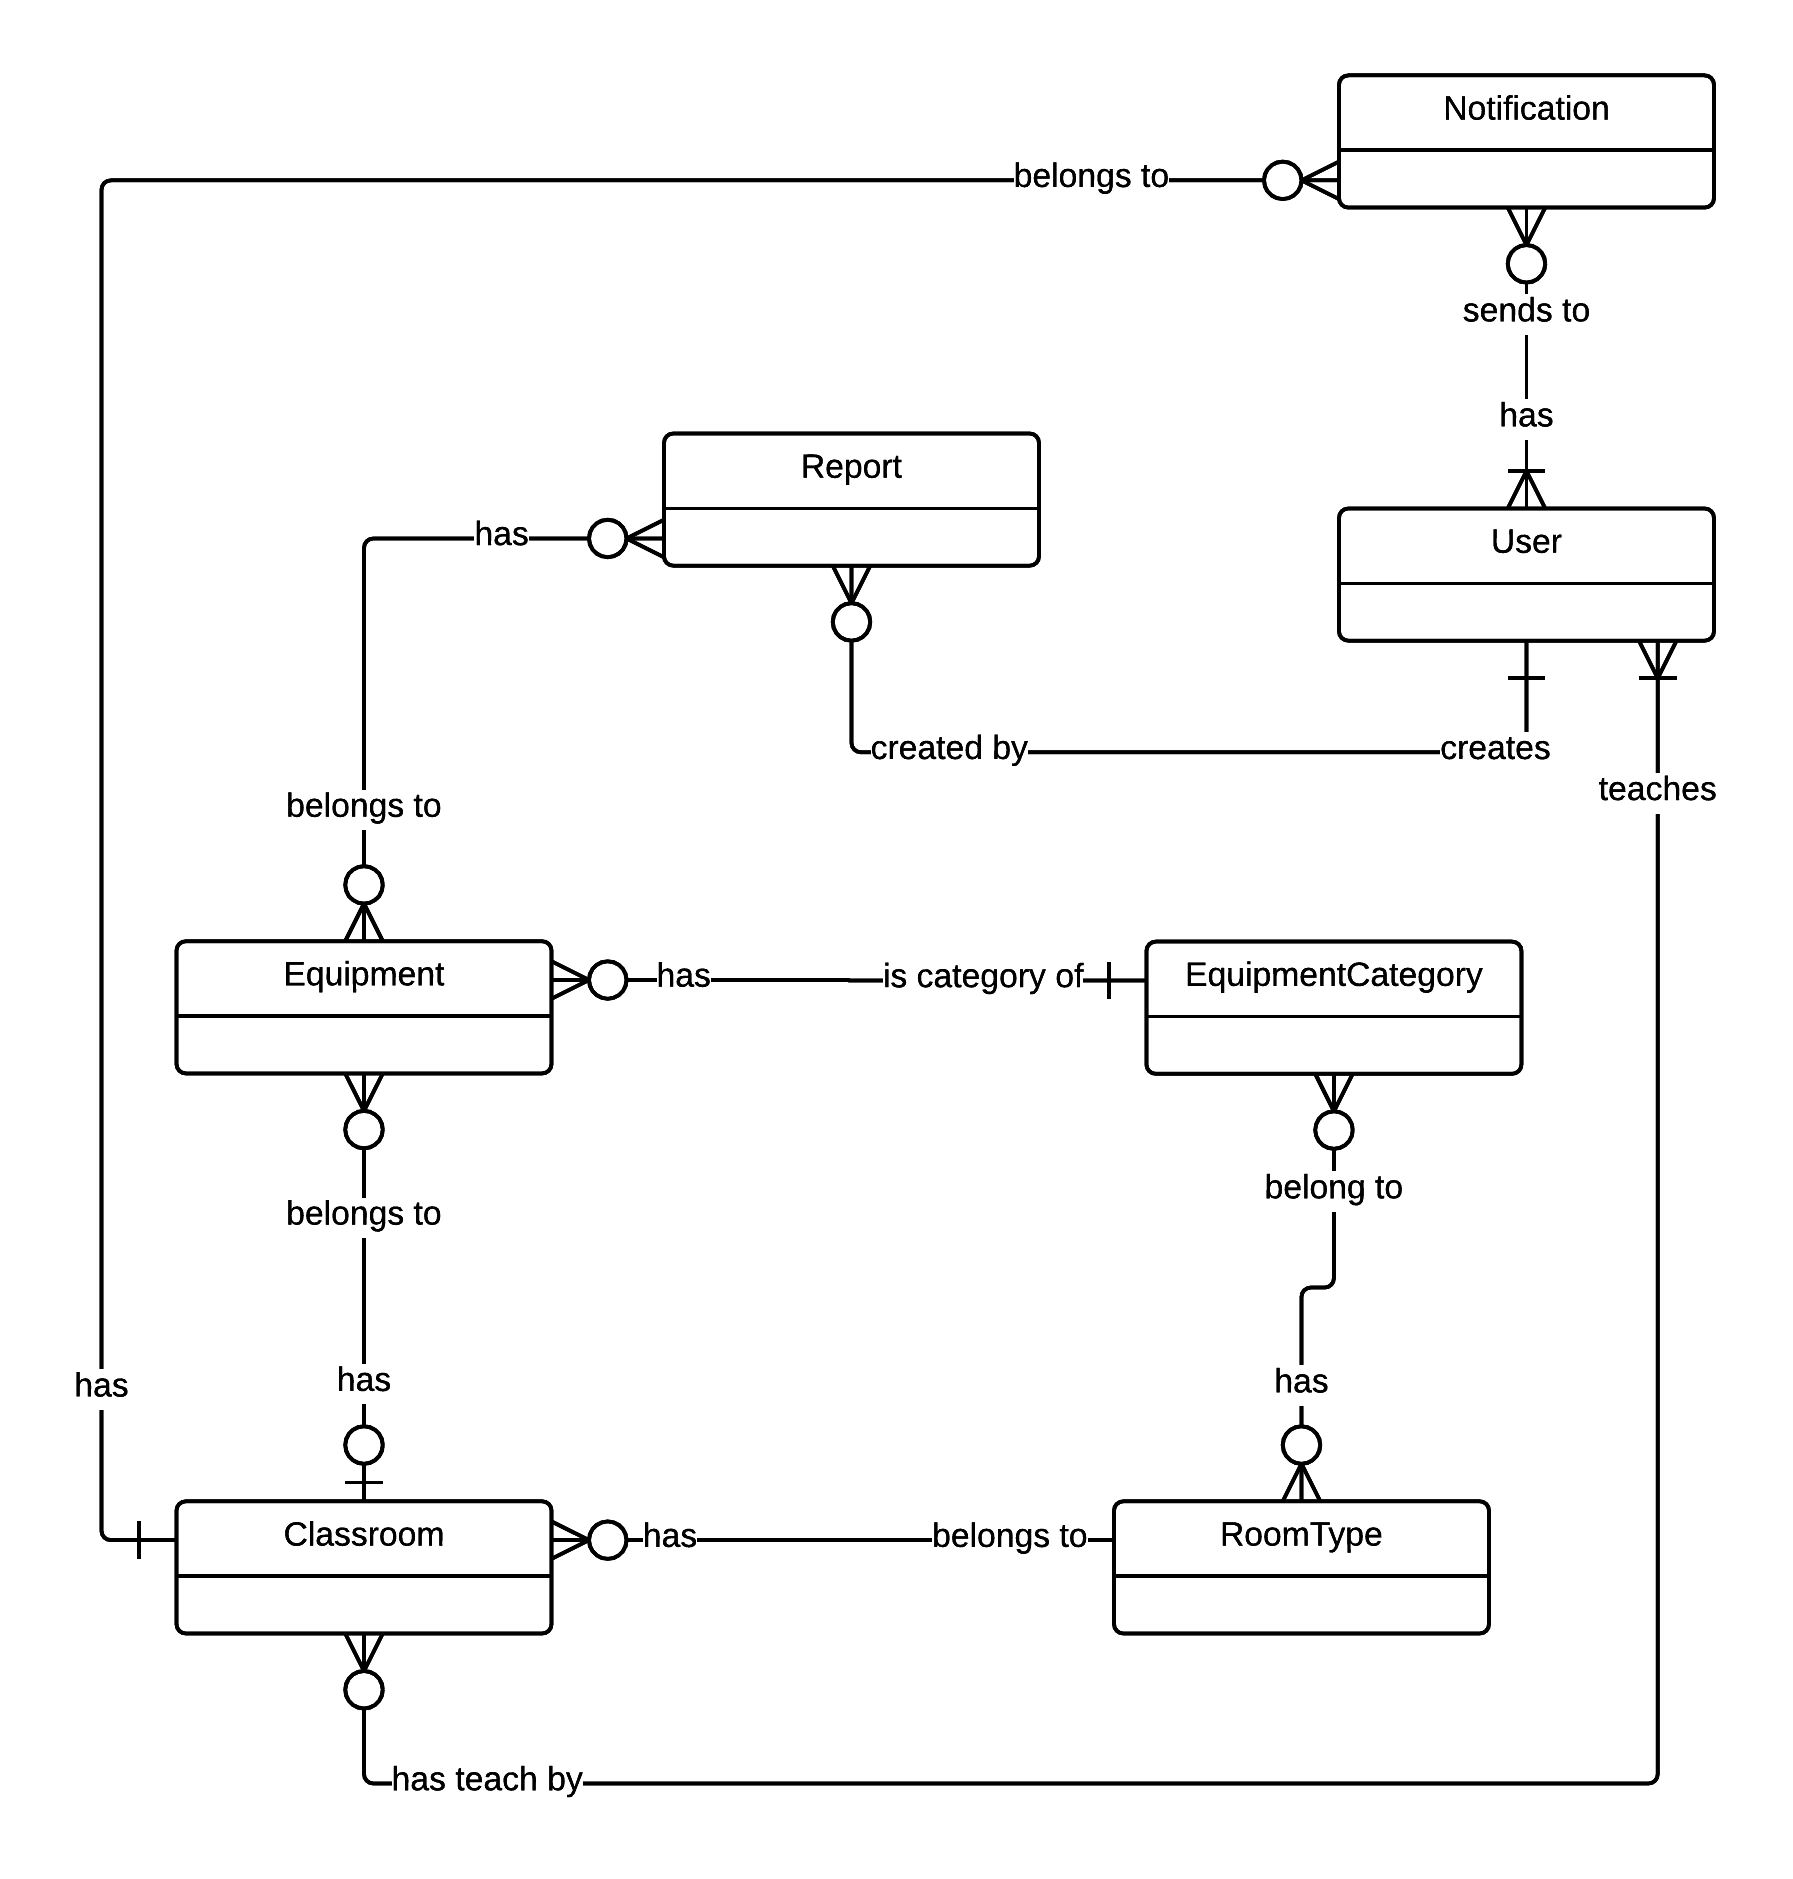 Notification
belongs to
sends to
has
Report
has
User
created by
creates
teaches
belongs to
Equipment
has
is category of
EquipmentCategory
belong to
belongs to
has
has
has
Classroom
has
belongs to
RoomType
has teach by